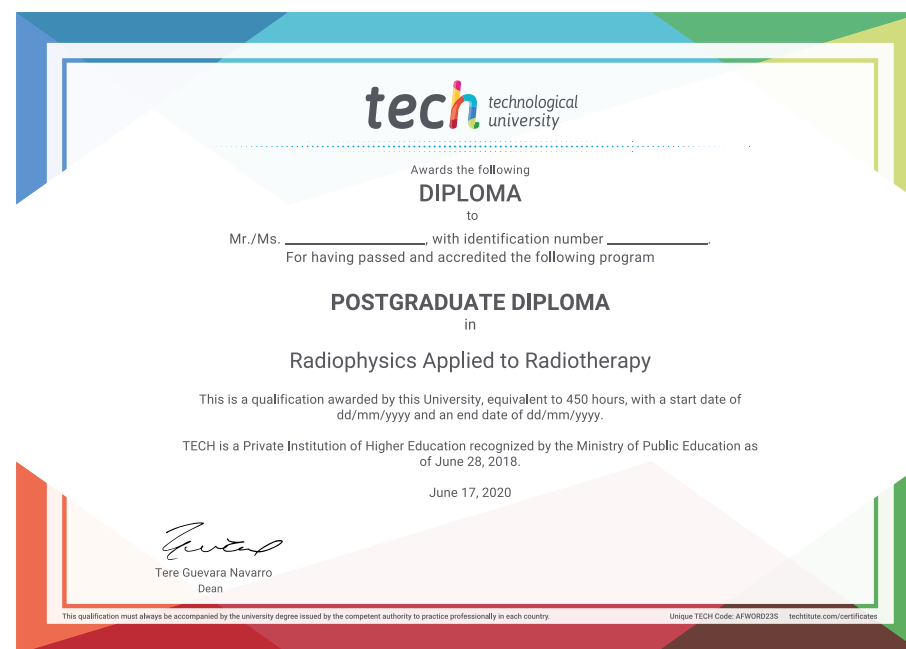 tech technological
university
Awards the following
DIPLOMA
to
Mr./Ms. ____________________, with identification number ______________.
For having passed and accredited the following program
POSTGRADUATE DIPLOMA
in
Radiophysics Applied to Radiotherapy
This is a qualification awarded by this University, equivalent to 450 hours, with a start date of
dd/mm/yyyy and an end date of dd/mm/yyyy.
TECH is a Private Institution of Higher Education recognized by the Ministry of Public Education as
of June 28, 2018.
June 17, 2020
Tere Guevara Navarro
Dean
This qualification must always be accompanied by the university degree issued by the competent authority to practice professionally in each country. Unique TECH Code: AFWORD23S techtitute.com/certificates